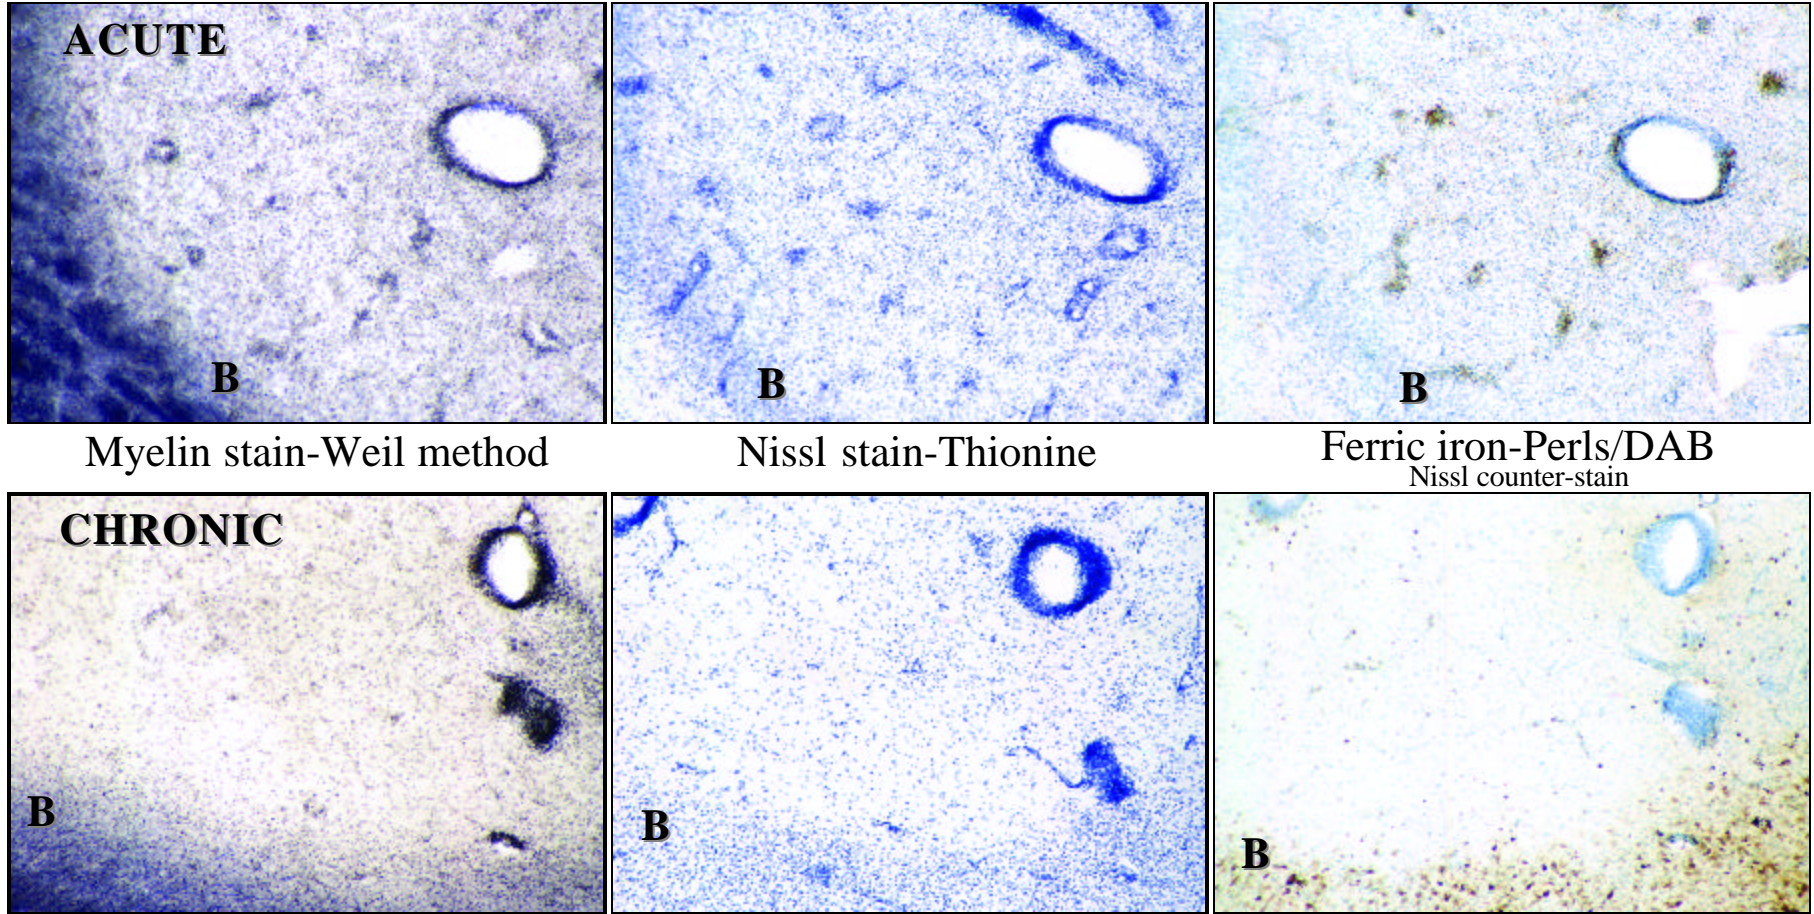 ACUTE
B
B
B
Myelin stain-Weil method
Nissl stain-Thionine
Ferric iron-Perls/DAB
Nissl counter-stain
CHRONIC
B
B
B